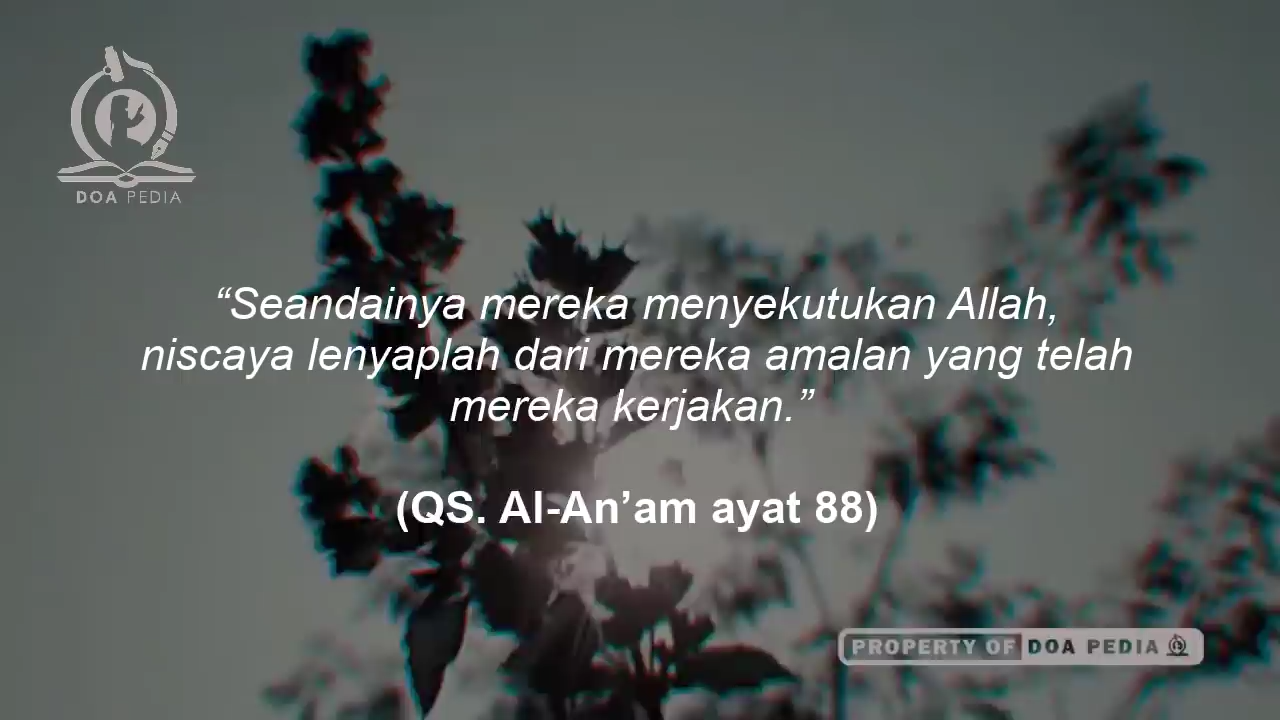 DOA PEDIA
“Seandainya mereka menyekutukan Allah,
niscaya lenyaplah dari mereka amalan yang telah
mereka kerjakan.”
(QS. Al-An’am ayat 88)
PROPERTY OF DOA PEDIA